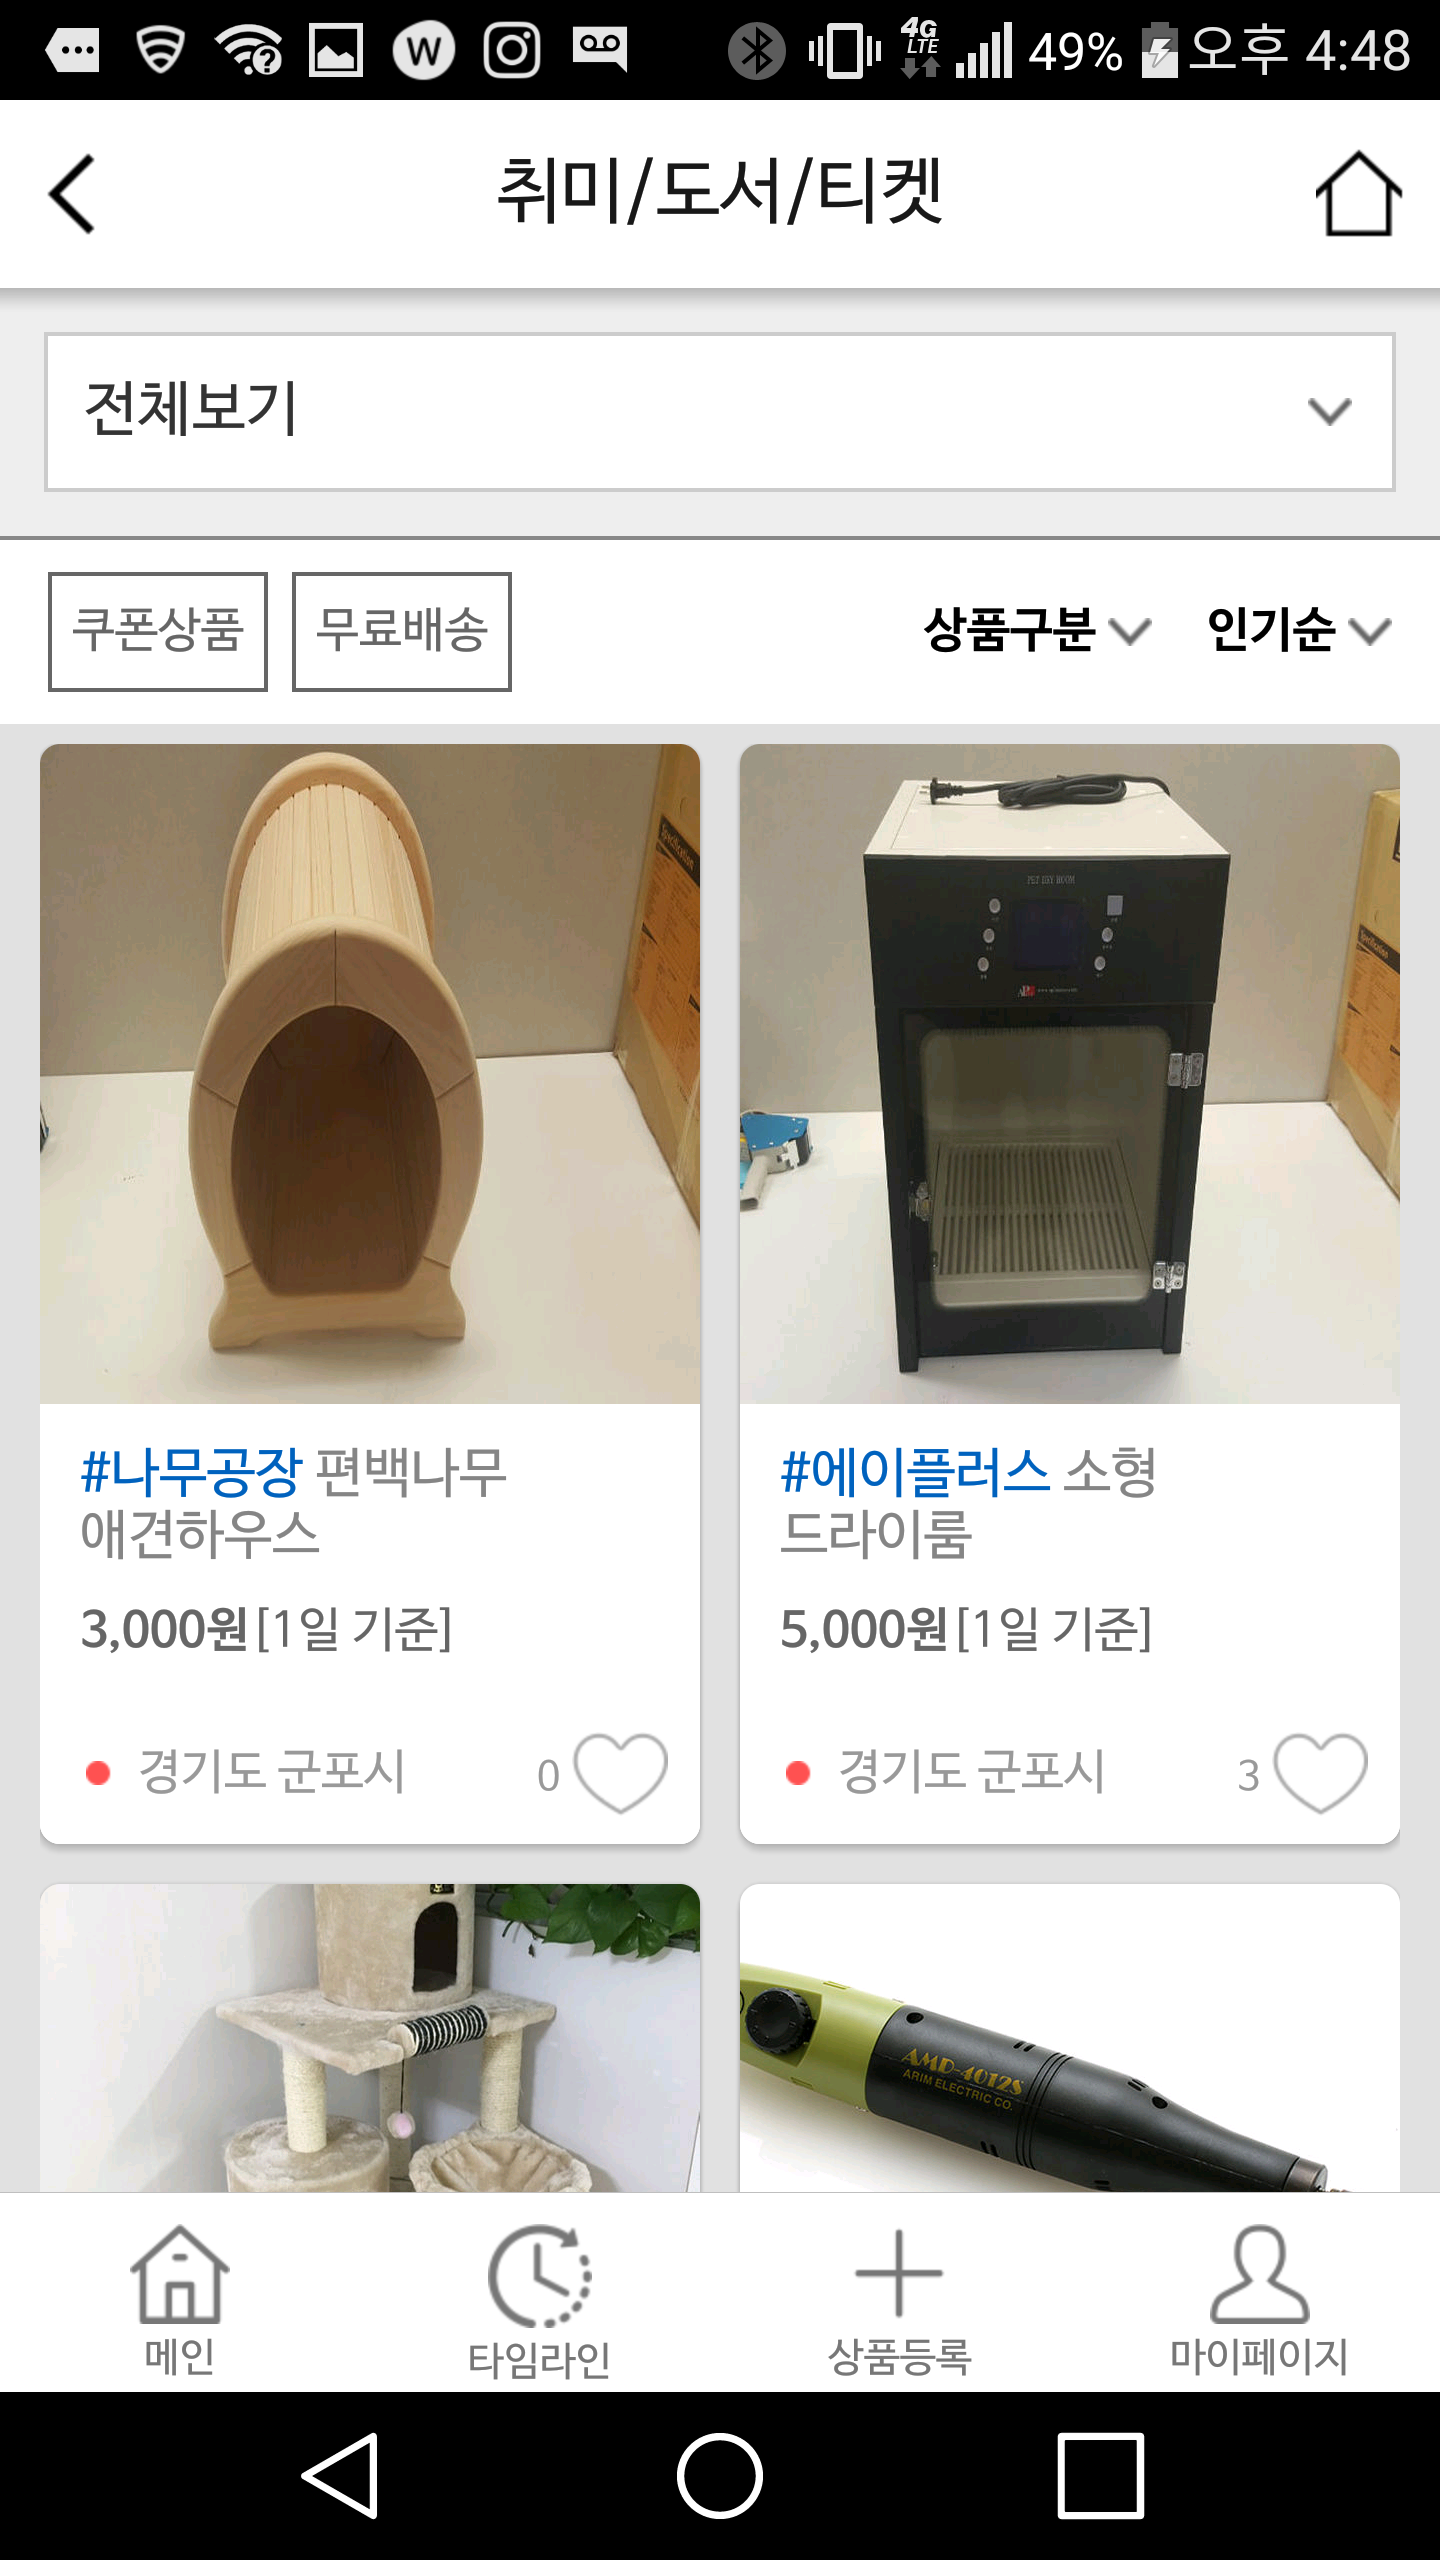 49% 오후 4:48
4G
LTE
취미/도서/티켓
전체보기
쿠폰상품 무료배송 상품구분 인기순
Specification
PET DRY ROOM
Specification
#나무공장 편백나무
애견하우스
3,000원[1일 기준]
경기도 군포시 0
#에이플러스 소형
드라이룸
5,000원[1일 기준]
경기도 군포시 3
AMD-4012S
ARIM ELECTRIC CO.
메인 타임라인 상품등록 마이페이지